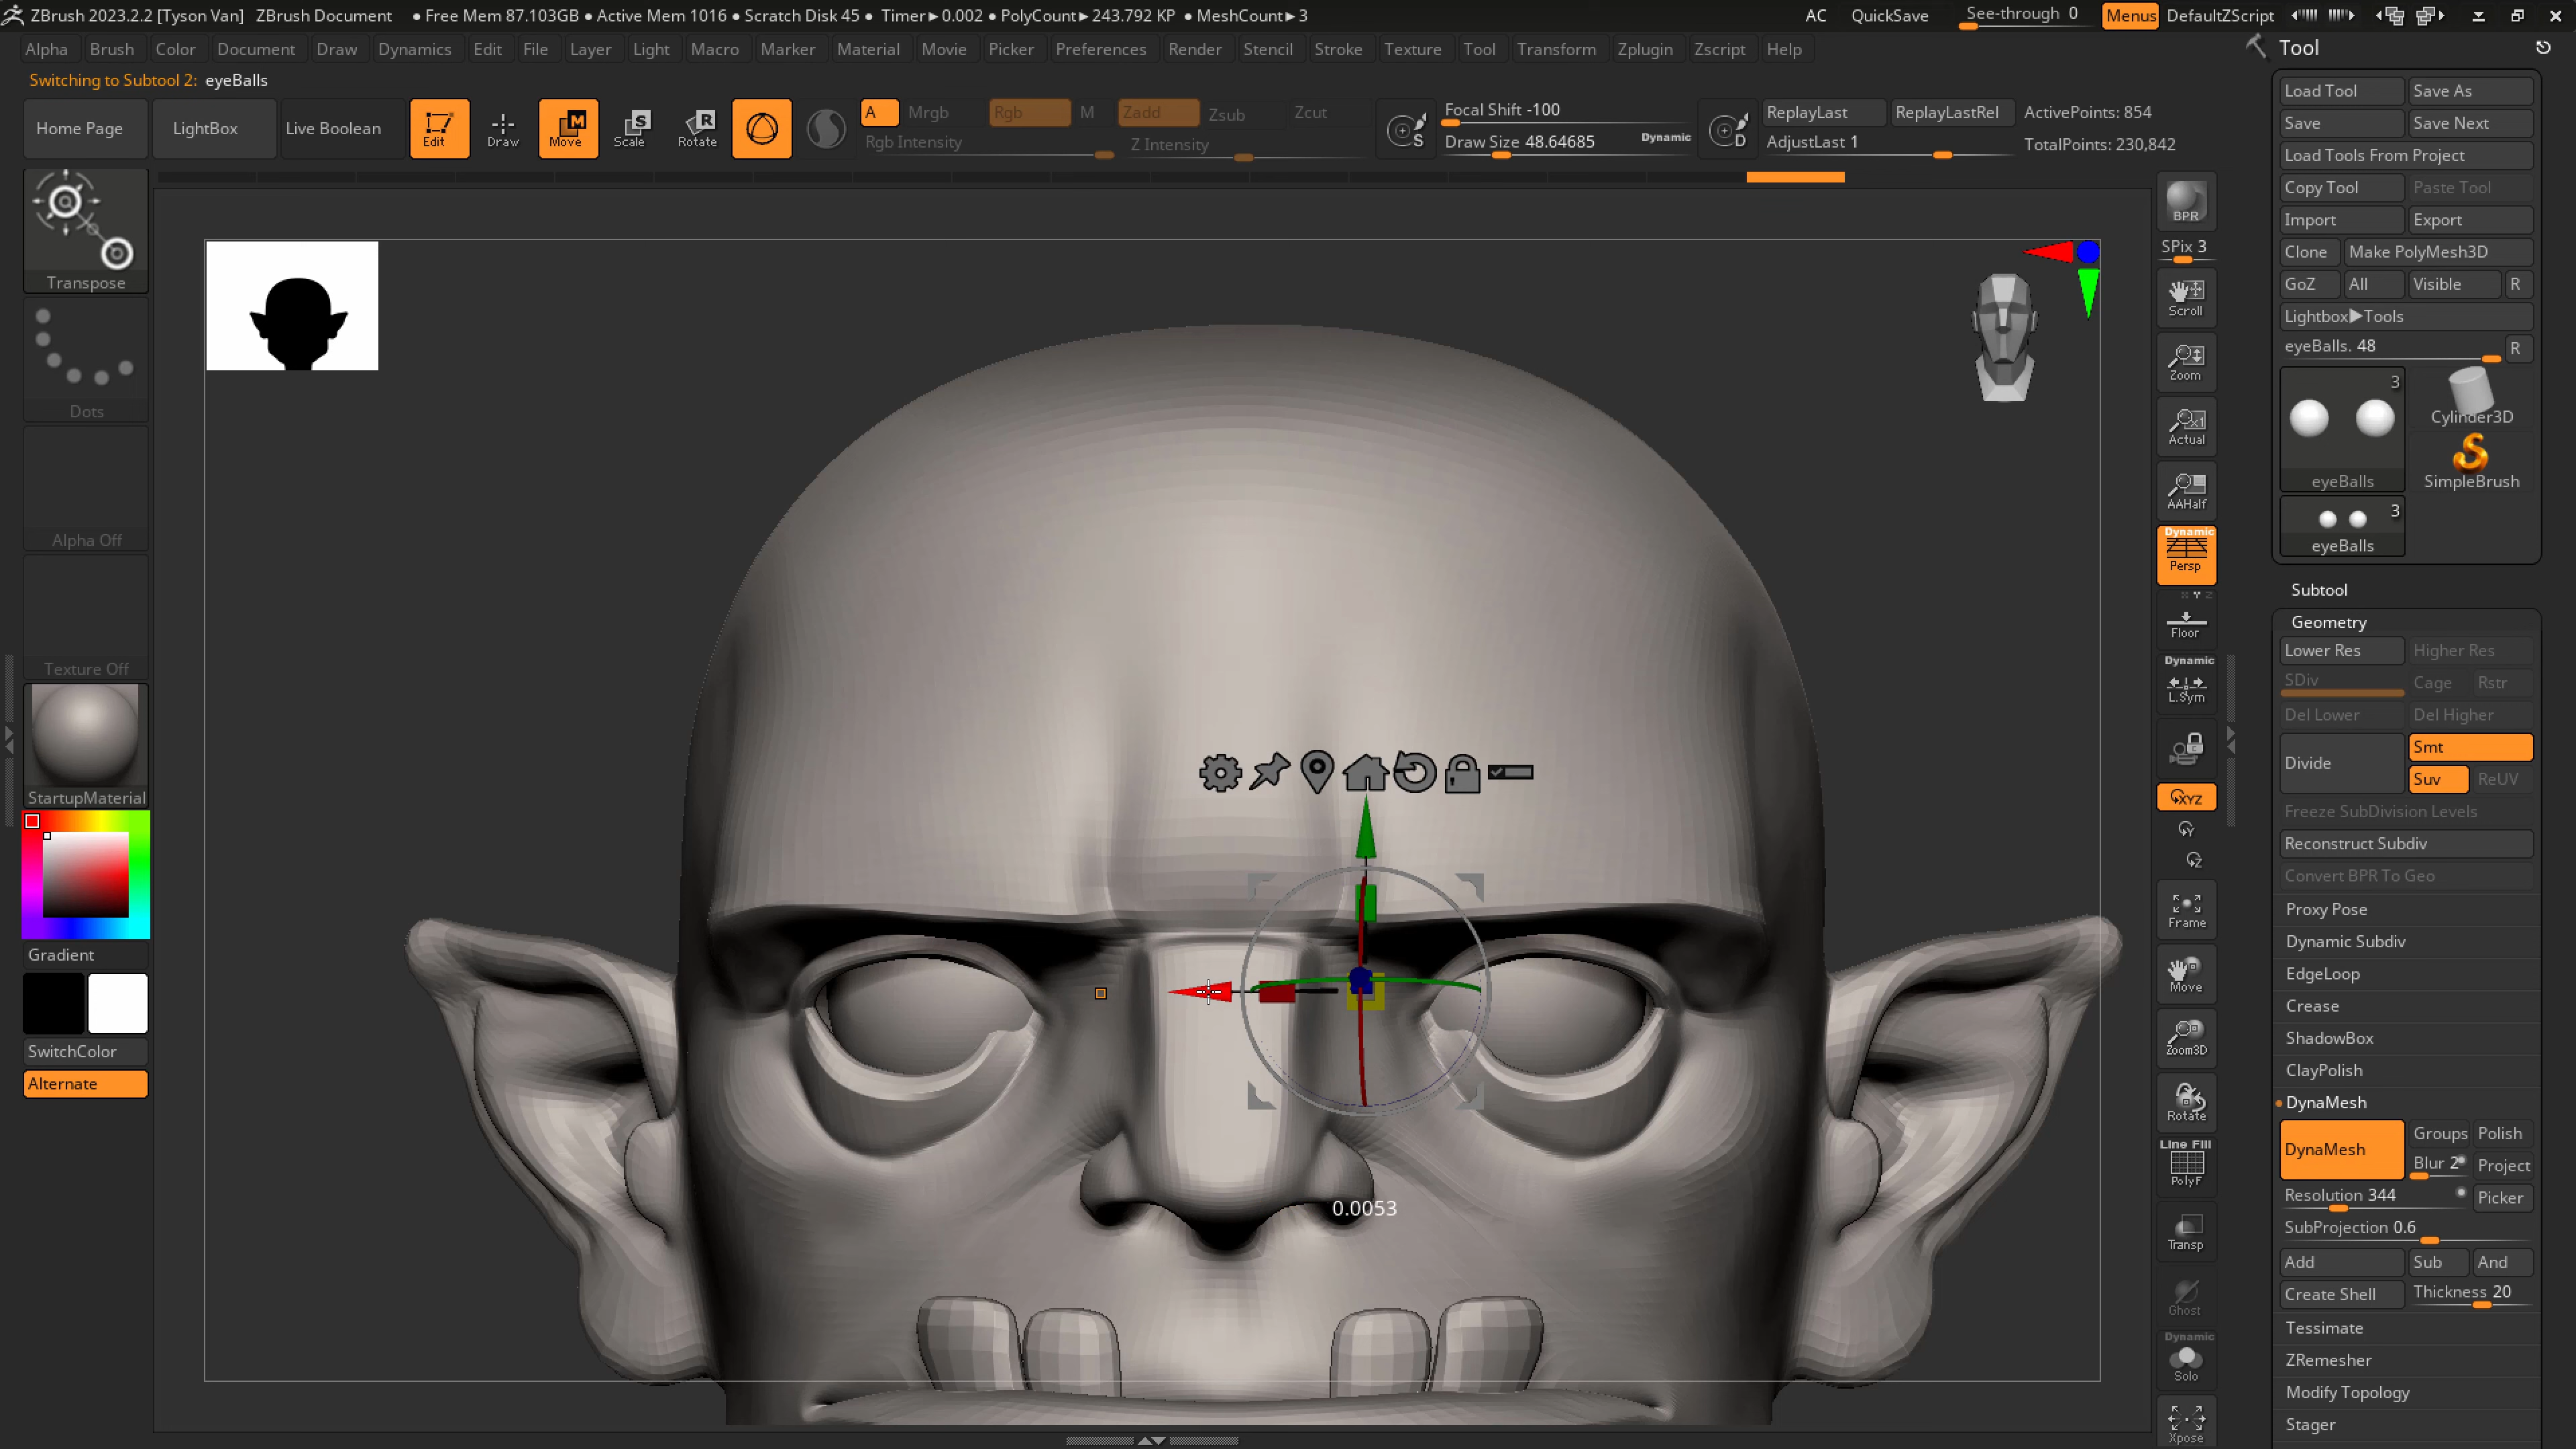 ZBrush 2023.2.2 [Tyson Van] ZBrush Document • Free Mem 87.103GB • Active Mem 1016 • Scratch Disk 45 • Timer►0.002 • PolyCount►243.792 KP • MeshCount►3 AC QuickSave See-through 0 Menus DefaultZScript
Alpha Brush Color Document Draw Dynamics Edit File Layer Light Macro Marker Material Movie Picker Preferences Render Stencil Stroke Texture Tool Transform Zplugin Zscript Help
Switching to Subtool 2: eyeBalls
Home Page LightBox Live Boolean Edit Draw Move Scale Rotate
A Mrgb Rgb M Zadd Zsub Zcut
Rgb Intensity Z Intensity
Focal Shift -100
Draw Size 48.64685 Dynamic
ReplayLast ReplayLastRel ActivePoints: 854
AdjustLast 1 TotalPoints: 230,842
Transpose
Dots
Alpha Off
Texture Off
StartupMaterial
Gradient
SwitchColor
Alternate
0.0053
BPR
SPix 3
Scroll
Zoom
Actual
AAHalf
Dynamic
Persp
Floor
Dynamic
L.Sym
XYZ
Y
Z
Frame
Move
Zoom3D
Rotate
Line Fill
PolyF
Transp
Ghost
Dynamic
Solo
Xpose
Tool
Load Tool Save As
Save Save Next
Load Tools From Project
Copy Tool Paste Tool
Import Export
Clone Make PolyMesh3D
GoZ All Visible R
Lightbox►Tools
eyeBalls. 48 R
3
eyeBalls Cylinder3D
SimpleBrush
3
eyeBalls
Subtool
Geometry
Lower Res Higher Res
SDiv Cage Rstr
Del Lower Del Higher
Divide Smt
Suv ReUV
Freeze SubDivision Levels
Reconstruct Subdiv
Convert BPR To Geo
Proxy Pose
Dynamic Subdiv
EdgeLoop
Crease
ShadowBox
ClayPolish
DynaMesh
DynaMesh Groups Polish
Blur 2 Project
Resolution 344 Picker
SubProjection 0.6
Add Sub And
Create Shell Thickness 20
Tessimate
ZRemesher
Modify Topology
Stager